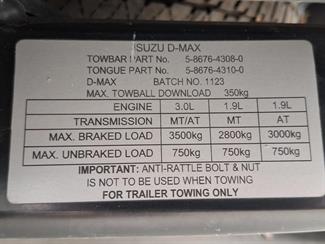 ISUZU D-MAX
TOWBAR PART No. 5-8676-4308-0
TONGUE PART No. 5-8676-4310-0
D-MAX BATCH NO. 1123
MAX. TOWBALL DOWNLOAD 350kg
ENGINE 3.0L 1.9L 1.9L
TRANSMISSION MT/AT MT AT
MAX. BRAKED LOAD 3500kg 2800kg 3000kg
MAX. UNBRAKED LOAD 750kg 750kg 750kg
IMPORTANT: ANTI-RATTLE BOLT & NUT
IS NOT TO BE USED WHEN TOWING
FOR TRAILER TOWING ONLY